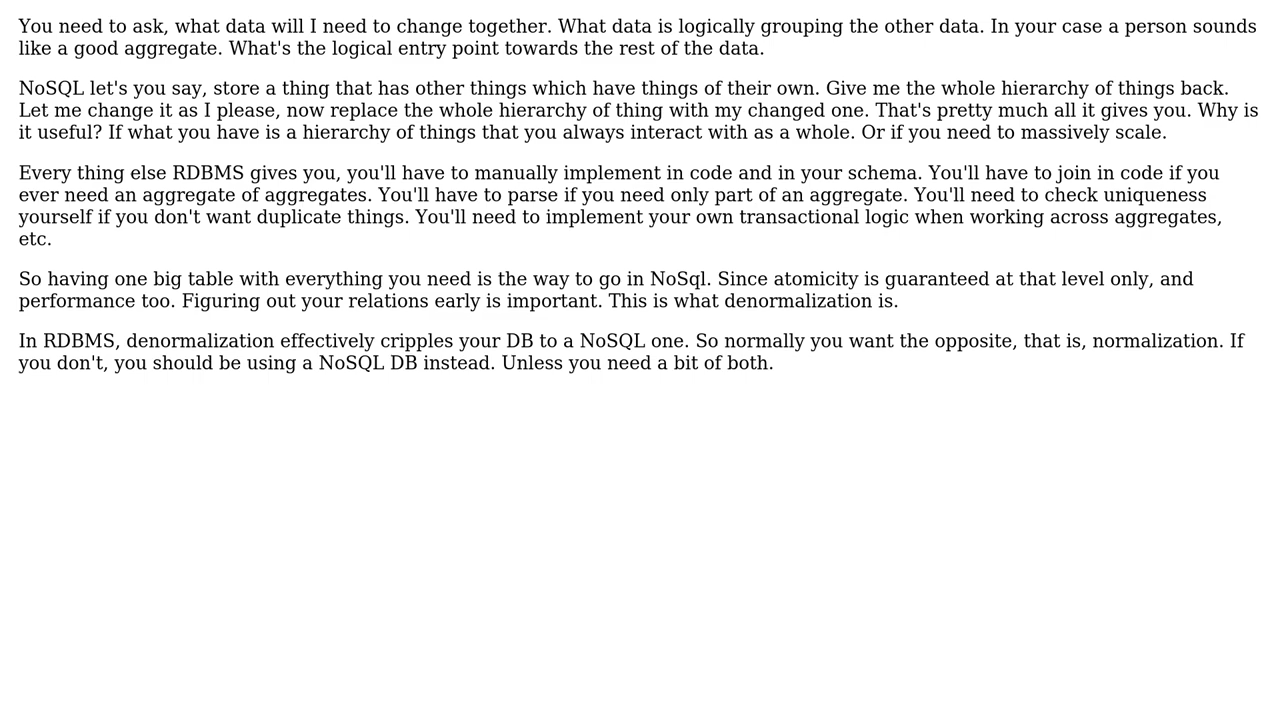 You need to ask, what data will I need to change together. What data is logically grouping the other data. In your case a person sounds
like a good aggregate. What's the logical entry point towards the rest of the data.
NoSQL let's you say, store a thing that has other things which have things of their own. Give me the whole hierarchy of things back.
Let me change it as I please, now replace the whole hierarchy of thing with my changed one. That's pretty much all it gives you. Why is
it useful? If what you have is a hierarchy of things that you always interact with as a whole. Or if you need to massively scale.
Every thing else RDBMS gives you, you'll have to manually implement in code and in your schema. You'll have to join in code if you
ever need an aggregate of aggregates. You'll have to parse if you need only part of an aggregate. You'll need to check uniqueness
yourself if you don't want duplicate things. You'll need to implement your own transactional logic when working across aggregates,
etc.
So having one big table with everything you need is the way to go in NoSql. Since atomicity is guaranteed at that level only, and
performance too. Figuring out your relations early is important. This is what denormalization is.
In RDBMS, denormalization effectively cripples your DB to a NoSQL one. So normally you want the opposite, that is, normalization. If
you don't, you should be using a NoSQL DB instead. Unless you need a bit of both.